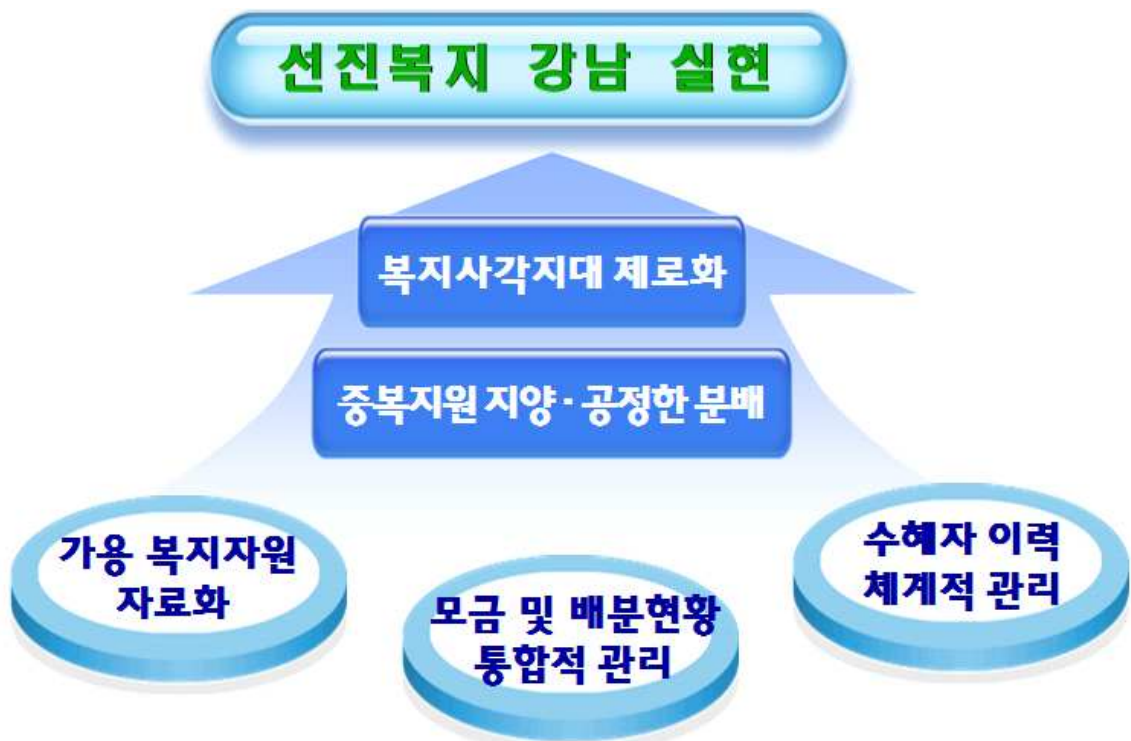 선진복지 강남 실현
복지사각지대 제로화
중복지원 지양 · 공정한 분배
가용 복지자원
자료화
모금 및 배분현황
통합적 관리
수혜자 이력
체계적 관리